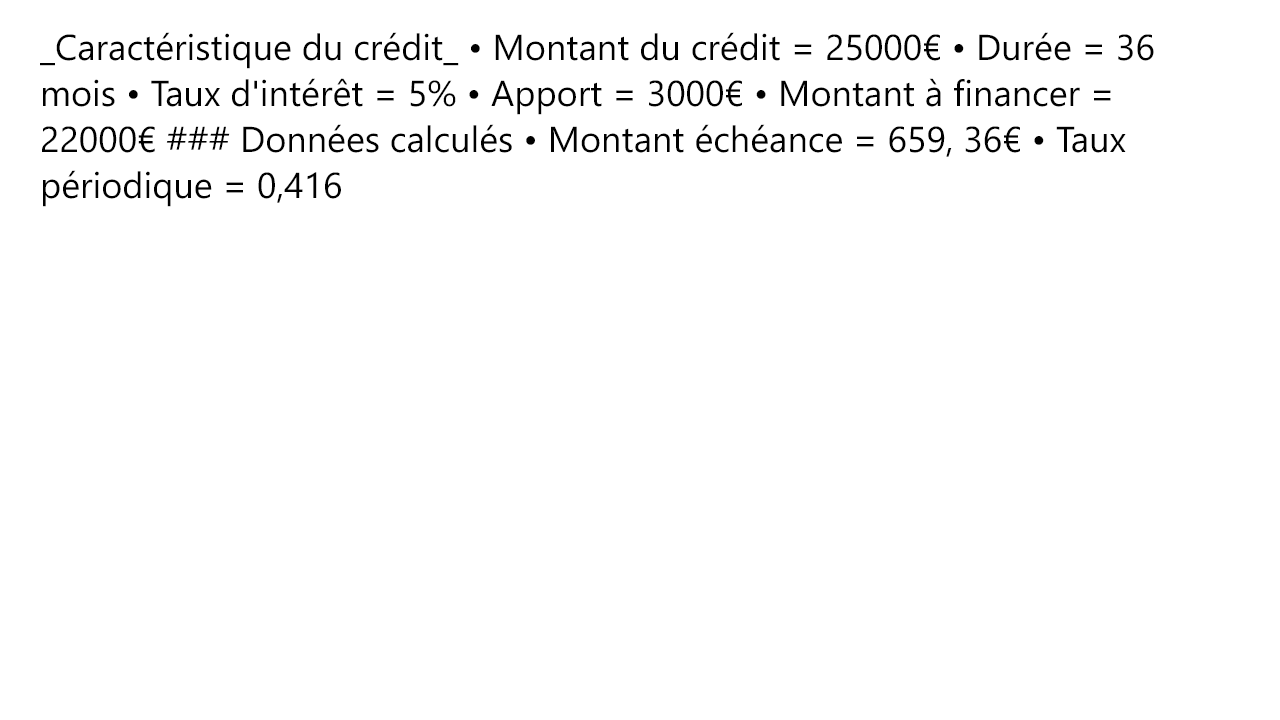 _Caractéristique du crédit_ • Montant du crédit = 25000€ • Durée = 36
mois • Taux d'intérêt = 5% • Apport = 3000€ • Montant à financer =
22000€ ### Données calculés • Montant échéance = 659, 36€ • Taux
périodique = 0,416